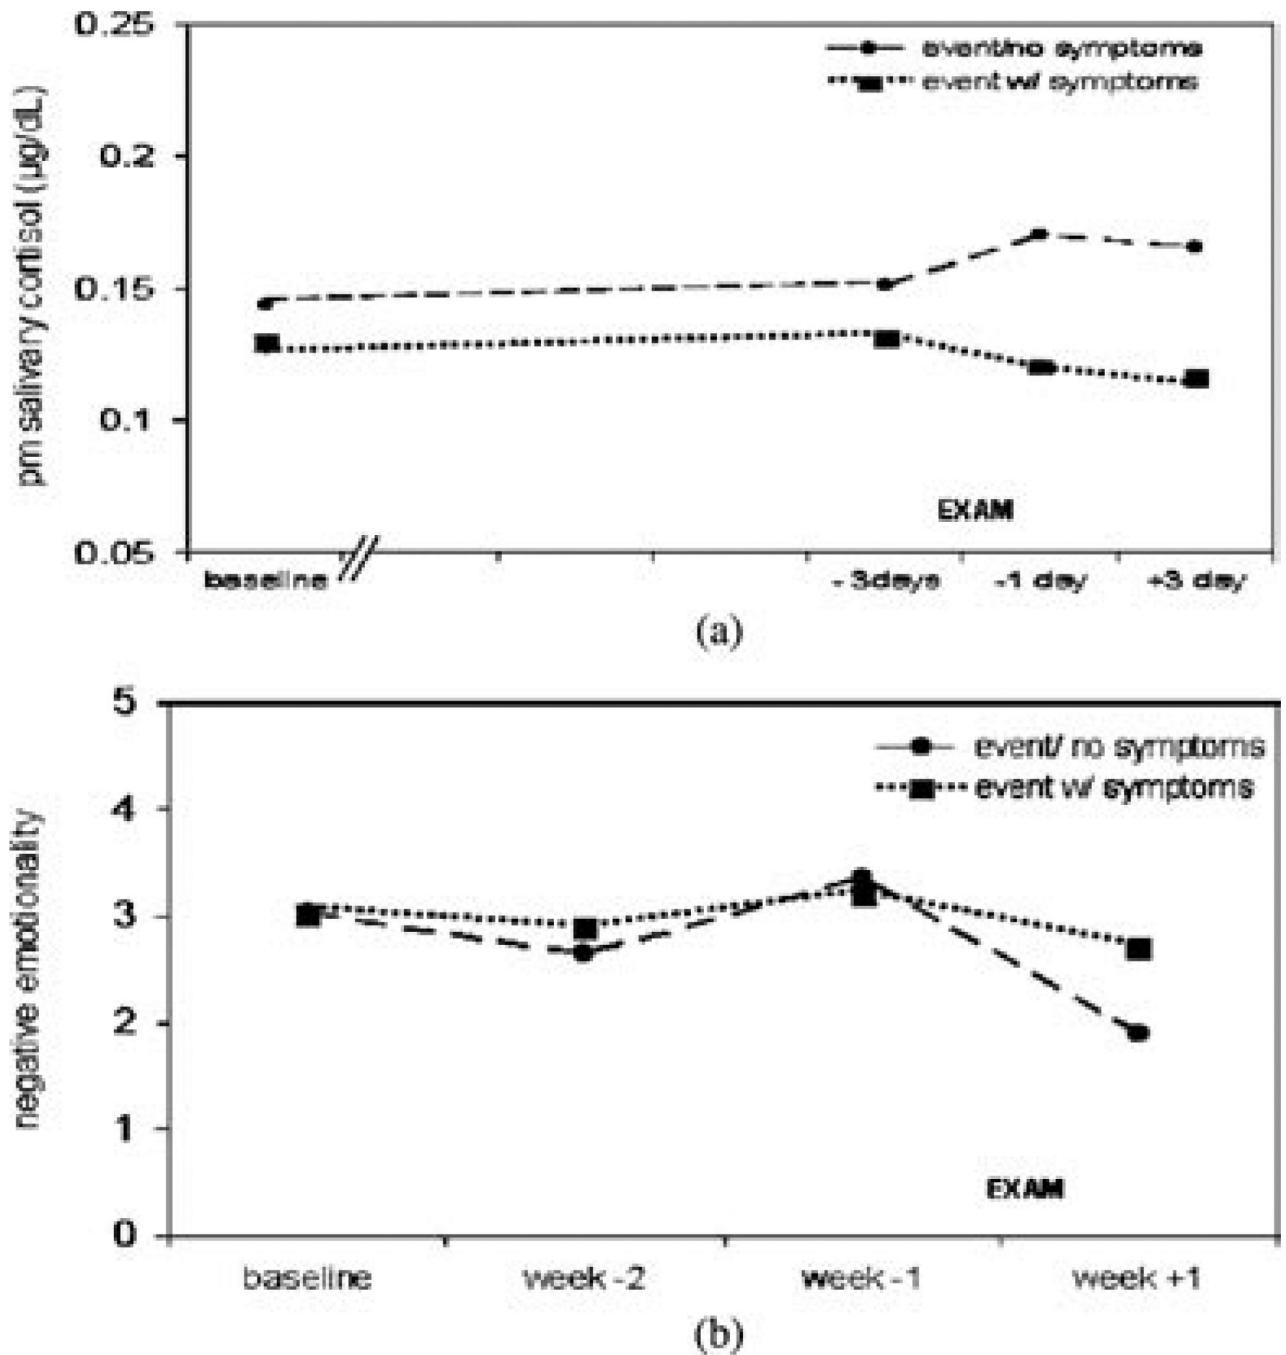 0.25
event/no symptoms
event w/ symptoms
0.2
0.15
0.1
0.05
pm salivary cortisol (µg/dL)
EXAM
baseline - 3days -1 day +3 day
(a)
5
event/ no symptoms
event w/ symptoms
4
3
2
1
0
negative emotionality
EXAM
baseline week -2 week -1 week +1
(b)